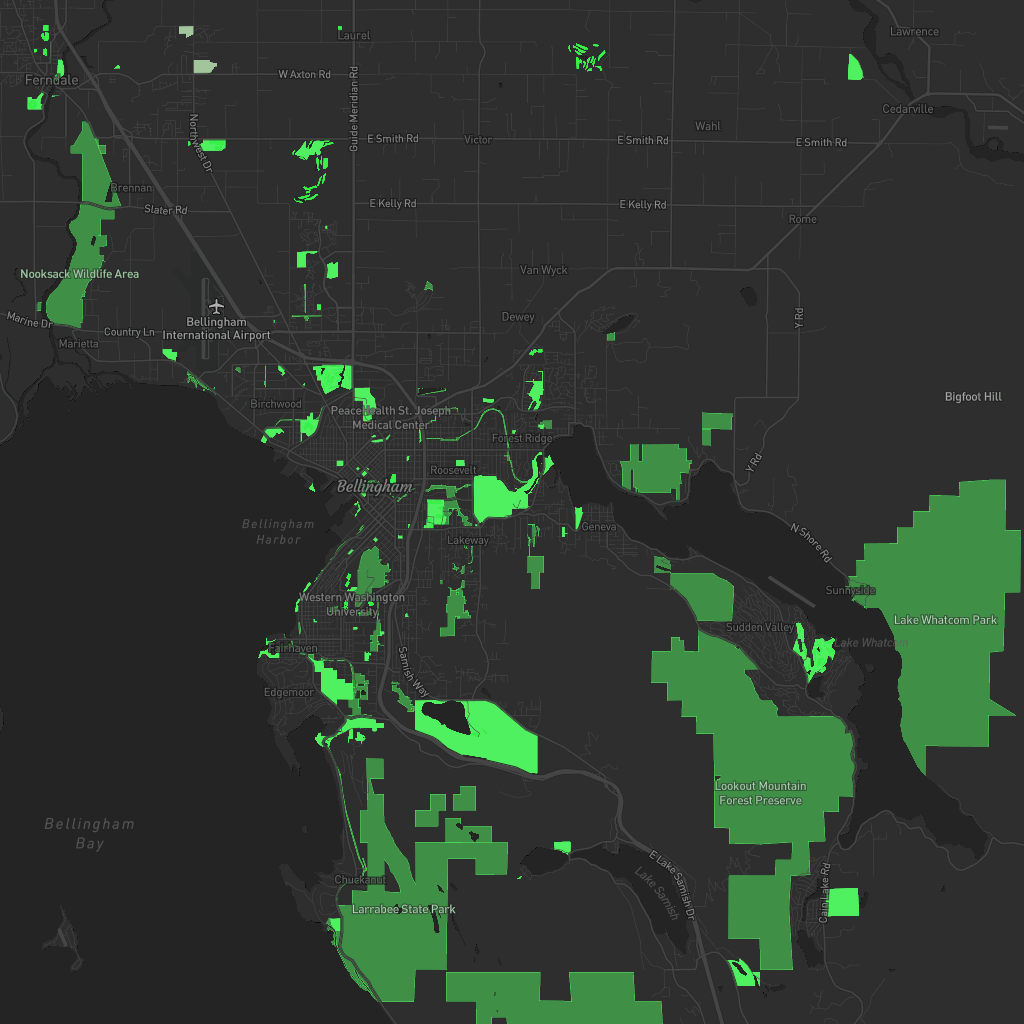 Lawrence
Laurel
W Axton Rd
Ferndale
Guide Meridian Rd
Cedarville
Northwest Dr
E Smith Rd
Victor
Wahl
E Smith Rd
E Smith Rd
Brennan
Slater Rd
E Kelly Rd
E Kelly Rd
Rome
Nooksack Wildlife Area
Van Wyck
Marine Dr
Bellingham
International Airport
Country Ln
Dewey
Y Rd
Marietta
Bigfoot Hill
Birchwood
PeaceHealth St. Joseph
Medical Center
Forest Ridge
Roosevelt
Y Rd
Bellingham
Bellingham
Harbor
Geneva
Lakeway
N Shore Rd
Western Washington
University
Sunnyside
Lake Whatcom Park
Sudden Valley
Lake Whatcom
Fairhaven
Samish Way
Edgemoor
Lookout Mountain
Forest Preserve
Bellingham
Bay
Chuckanut
E Lake Samish Dr
Lake Samish
Cain Lake Rd
Larrabee State Park